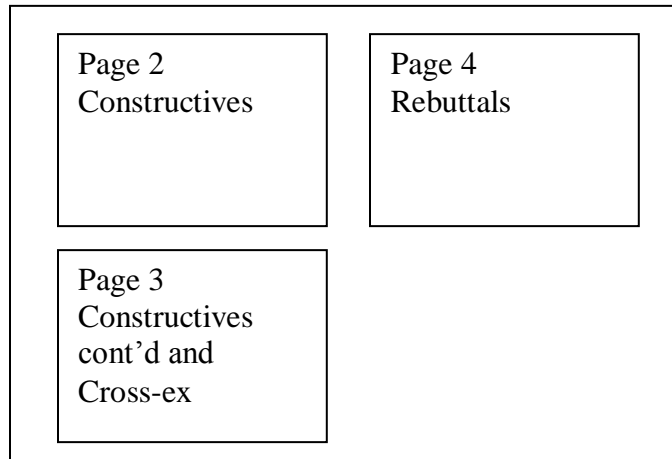 Page 2
Constructives
Page 4
Rebuttals
Page 3
Constructives
cont’d and
Cross-ex